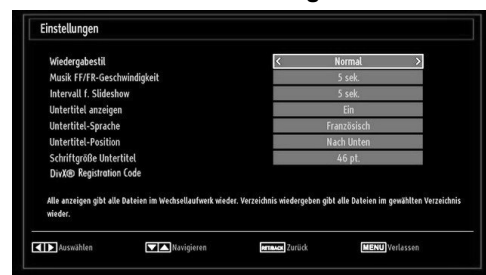 Einstellungen
Wiedergabestil < Normal >
Musik FF/FR-Geschwindigkeit 5 sek.
Intervall f. Slideshow 5 sek.
Untertitel anzeigen Ein
Untertitel-Sprache Französisch
Untertitel-Position Nach Unten
Schriftgröße Untertitel 46 pt.
DivX® Registration Code
Alle anzeigen gibt alle Dateien im Wechsellaufwerk wieder. Verzeichnis wiedergeben gibt alle Dateien im gewählten Verzeichnis
wieder.
Auswählen Navigieren RET/BACK Zurück MENU Verlassen